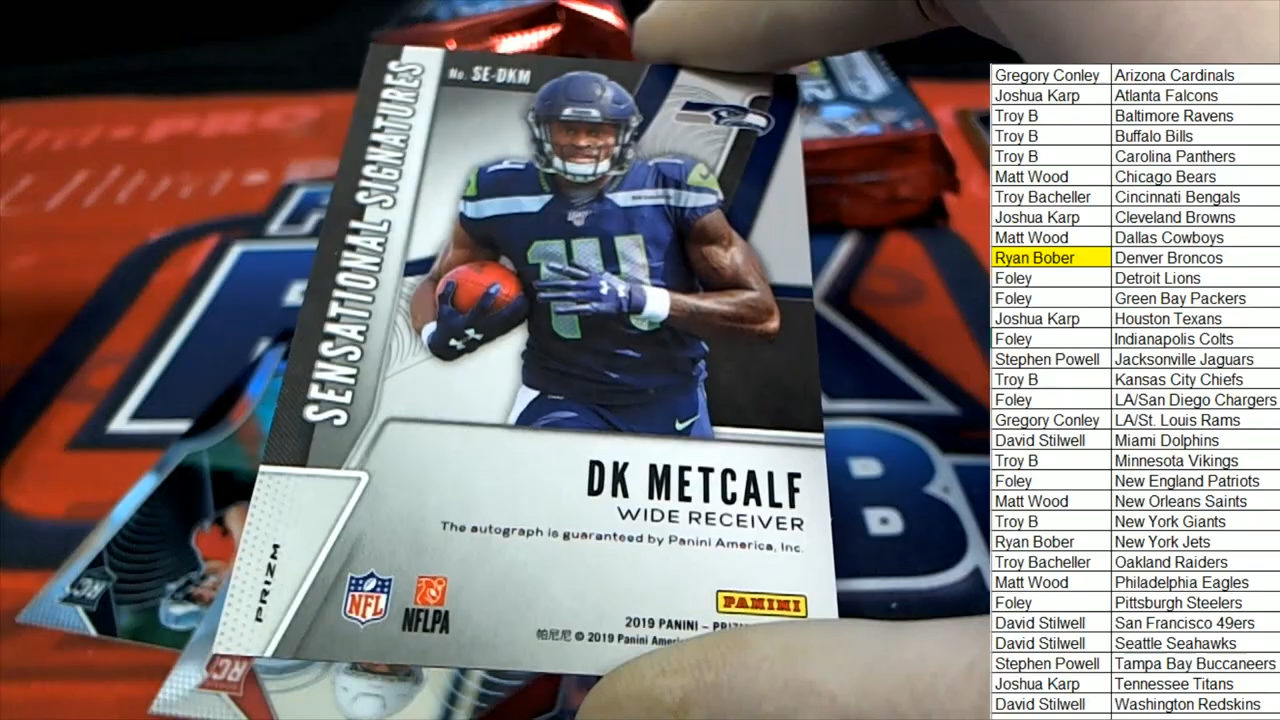 No. SE-DKM
SENSATIONAL SIGNATURES
14
DK METCALF
WIDE RECEIVER
The autograph is guaranteed by Panini America, Inc.
PRIZM
NFL
NFLPA
PANINI
2019 PANINI – PRIZM
帕尼尼 © 2019 Panini
RC
B
Gregory Conley Arizona Cardinals
Joshua Karp Atlanta Falcons
Troy B Baltimore Ravens
Troy B Buffalo Bills
Troy B Carolina Panthers
Matt Wood Chicago Bears
Troy Bacheller Cincinnati Bengals
Joshua Karp Cleveland Browns
Matt Wood Dallas Cowboys
Ryan Bober Denver Broncos
Foley Detroit Lions
Foley Green Bay Packers
Joshua Karp Houston Texans
Foley Indianapolis Colts
Stephen Powell Jacksonville Jaguars
Troy B Kansas City Chiefs
Foley LA/San Diego Chargers
Gregory Conley LA/St. Louis Rams
David Stilwell Miami Dolphins
Troy B Minnesota Vikings
Foley New England Patriots
Matt Wood New Orleans Saints
Troy B New York Giants
Ryan Bober New York Jets
Troy Bacheller Oakland Raiders
Matt Wood Philadelphia Eagles
Foley Pittsburgh Steelers
David Stilwell San Francisco 49ers
David Stilwell Seattle Seahawks
Stephen Powell Tampa Bay Buccaneers
Joshua Karp Tennessee Titans
David Stilwell Washington Redskins